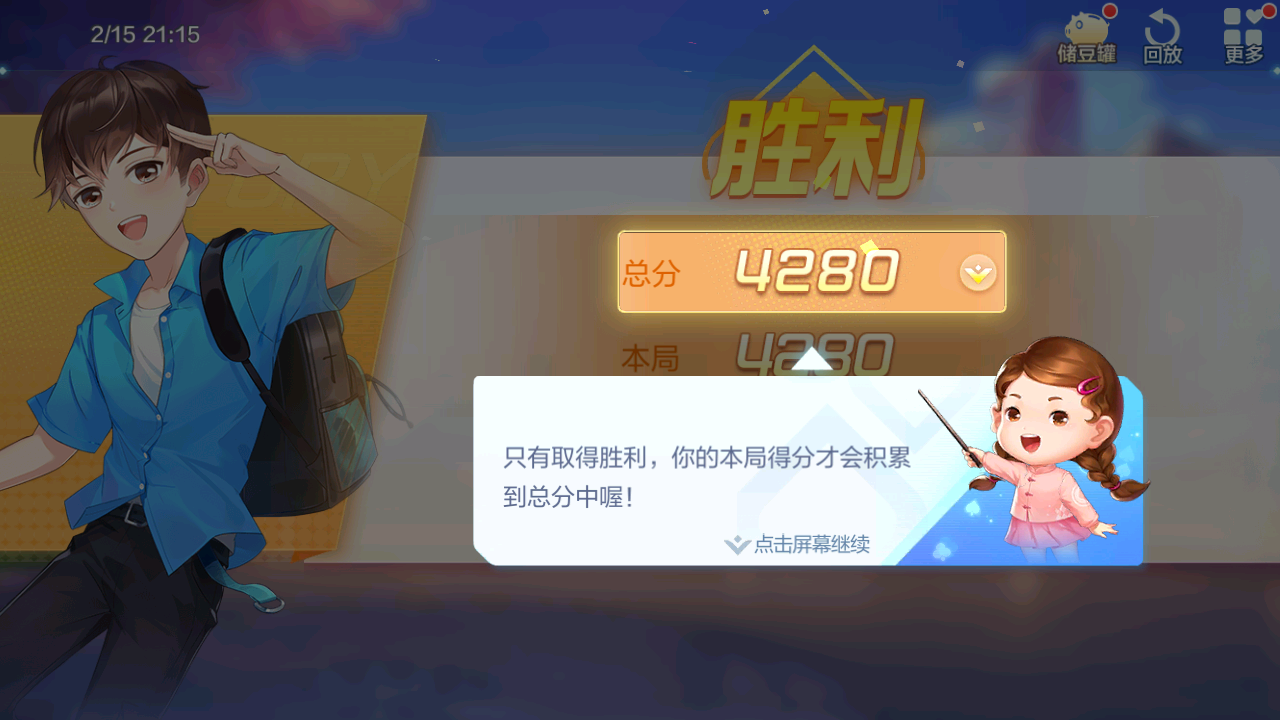 2/15 21:15
储豆罐
回放
更多
胜利
总分 4280
本局 4280
只有取得胜利，你的本局得分才会积累
到总分中喔！
点击屏幕继续